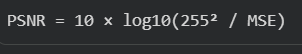 PSNR = 10 × log10(255² / MSE)